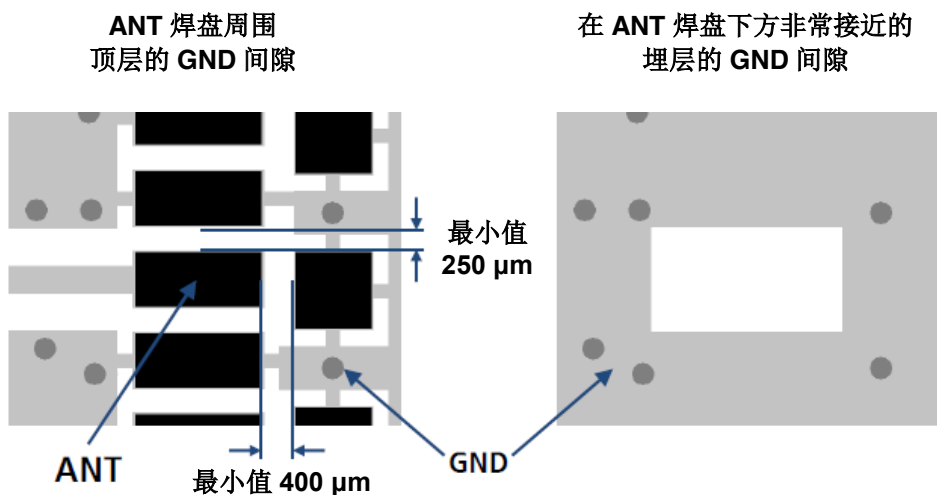 ANT 焊盘周围
顶层的 GND 间隙
在 ANT 焊盘下方非常接近的
埋层的 GND 间隙
最小值
250 µm
ANT
最小值 400 µm
GND